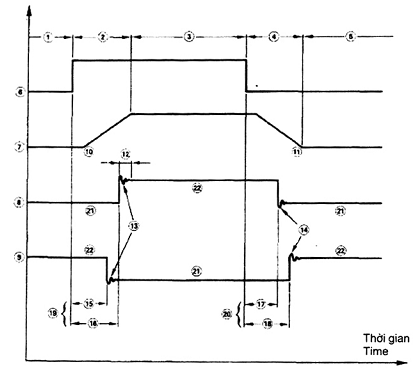 ① ② ③ ④ ⑤
⑥
⑦ ⑩ ⑪
⑫
⑧ ㉑ ㉒ ㉑
⑬ ⑭
⑨ ㉒ ㉑ ㉒
⑲ ⑮ ⑳ ⑰
⑯ ⑱
Thời gian
Time